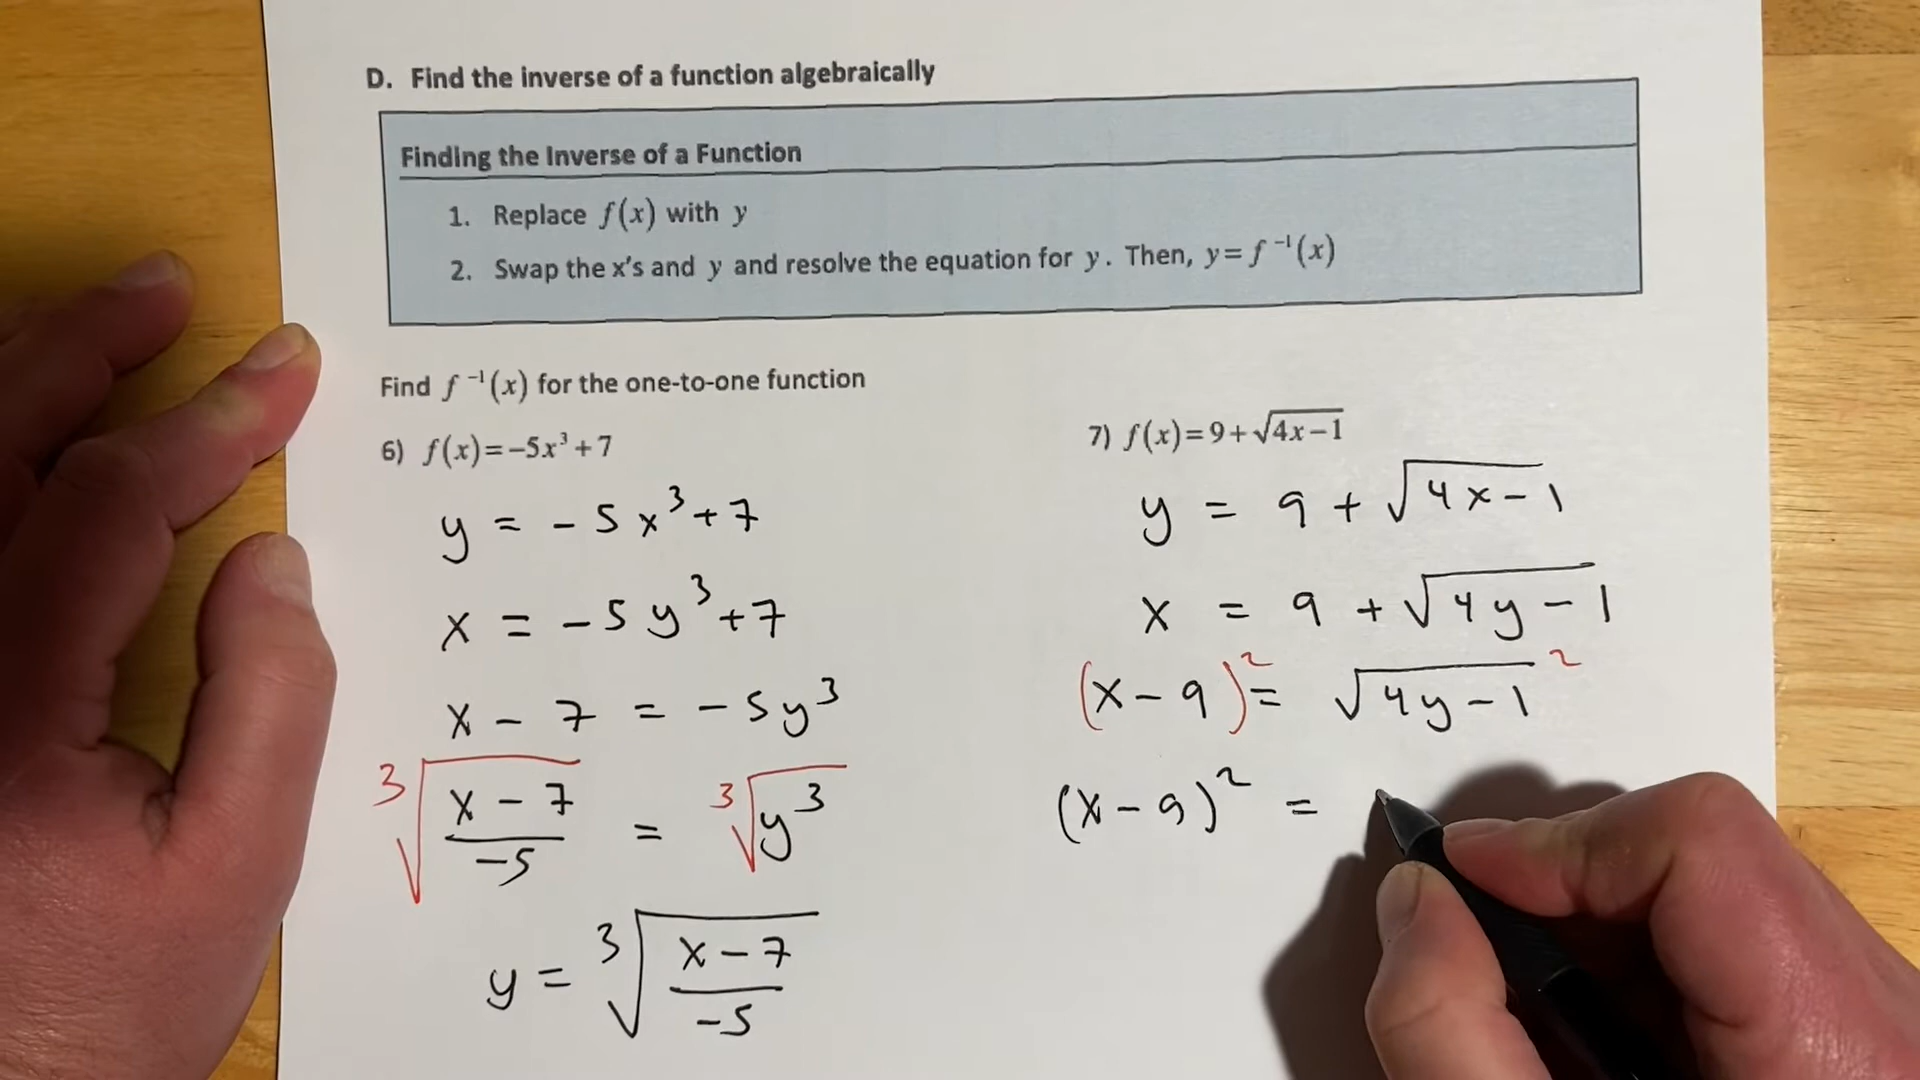 D. Find the inverse of a function algebraically
Finding the Inverse of a Function
1. Replace f(x) with y
2. Swap the x's and y and resolve the equation for y. Then, y=f⁻¹(x)
Find f⁻¹(x) for the one-to-one function
6) f(x)=−5x³+7
y = −5x³+7
x = −5y³+7
x − 7 = −5y³
∛((x − 7)/−5) = ∛(y³)
y = ∛((x − 7)/−5)
7) f(x)=9+√(4x−1)
y = 9 + √(4x−1)
x = 9 + √(4y−1)
(x−9)² = √(4y−1)²
(x−9)² =